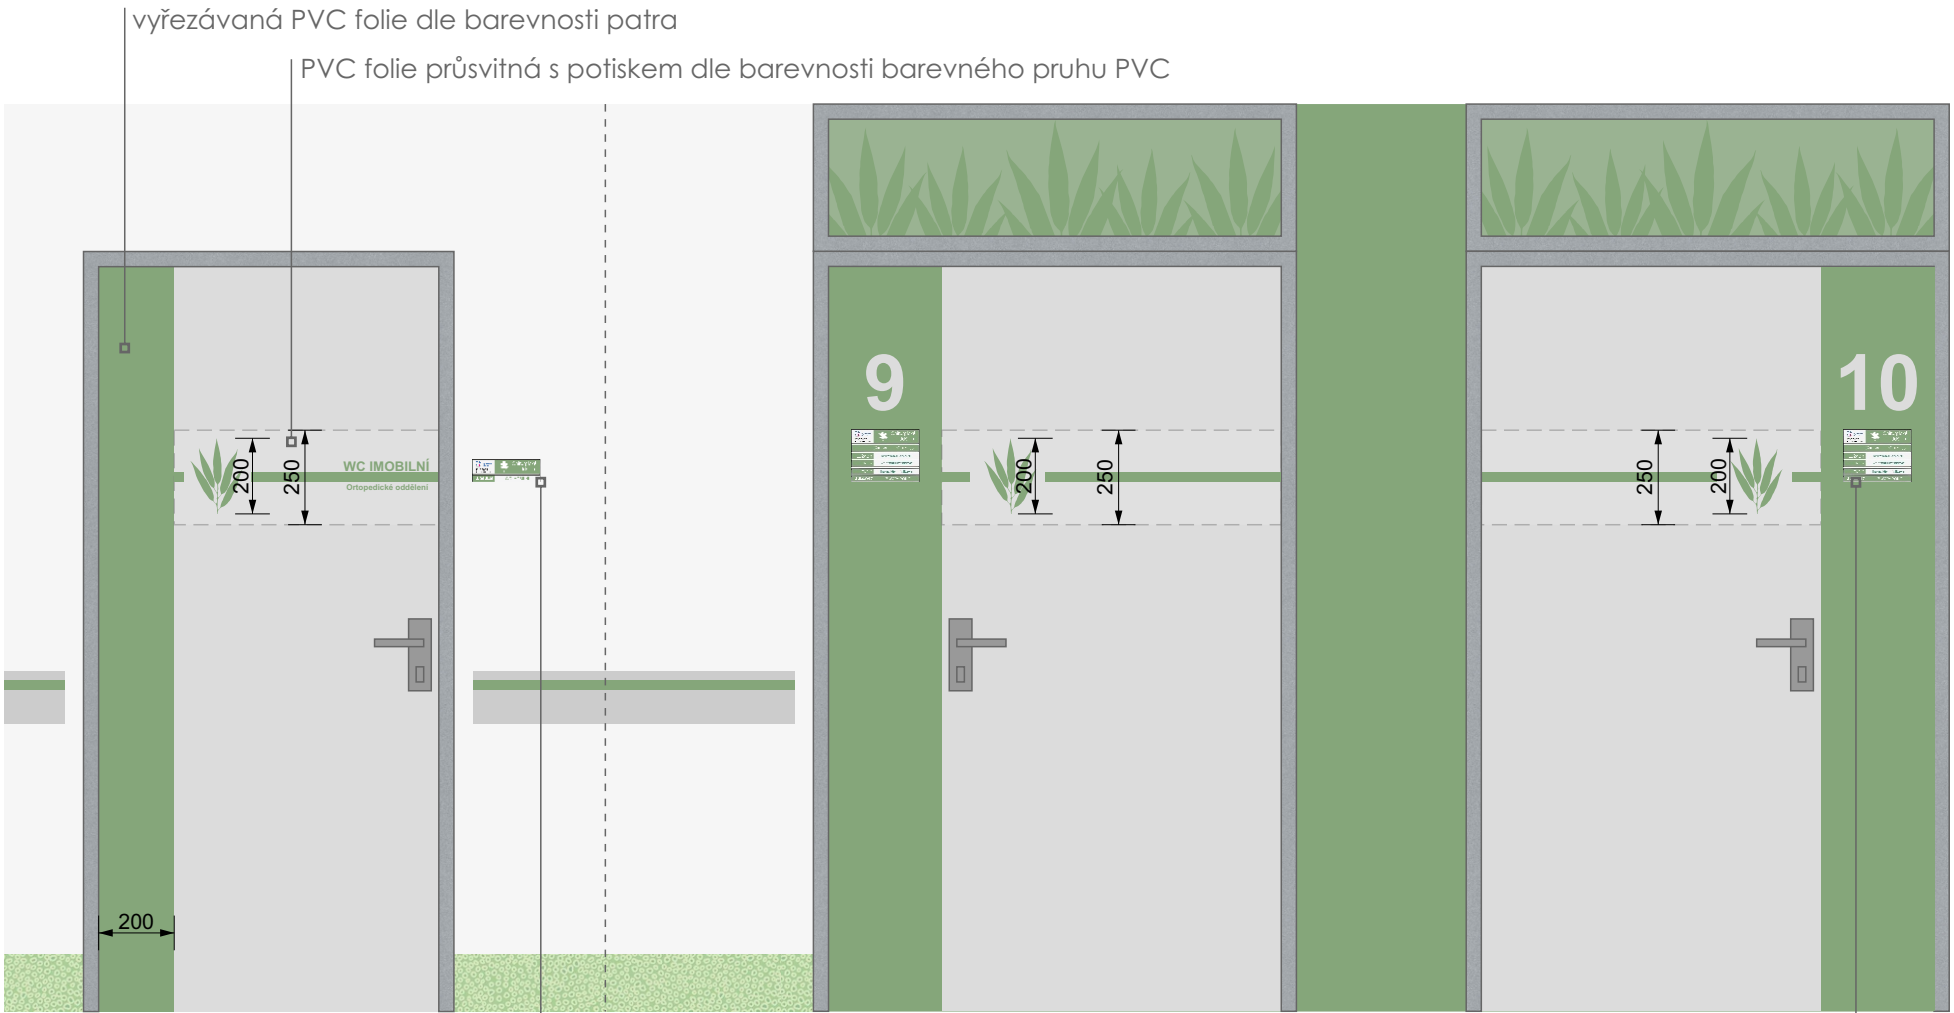 vyřezávaná PVC folie dle barevnosti patra
PVC folie průsvitná s potiskem dle barevnosti barevného pruhu PVC
9
10
WC IMOBILNÍ
Ortopedické oddělení
200
250
200
250
250
200
200